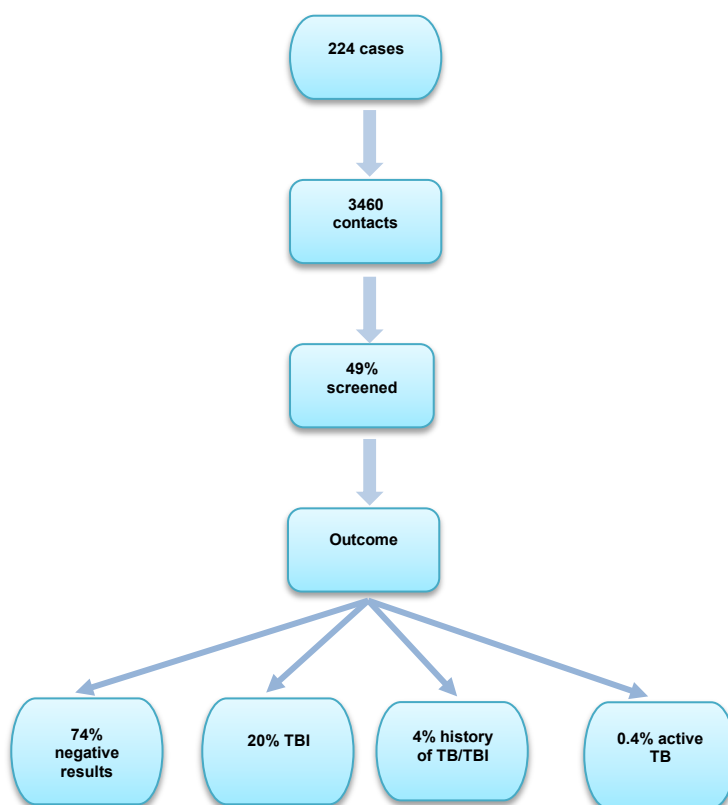 224 cases
3460
contacts
49%
screened
Outcome
74%
negative
results
20% TBI
4% history
of TB/TBI
0.4% active
TB